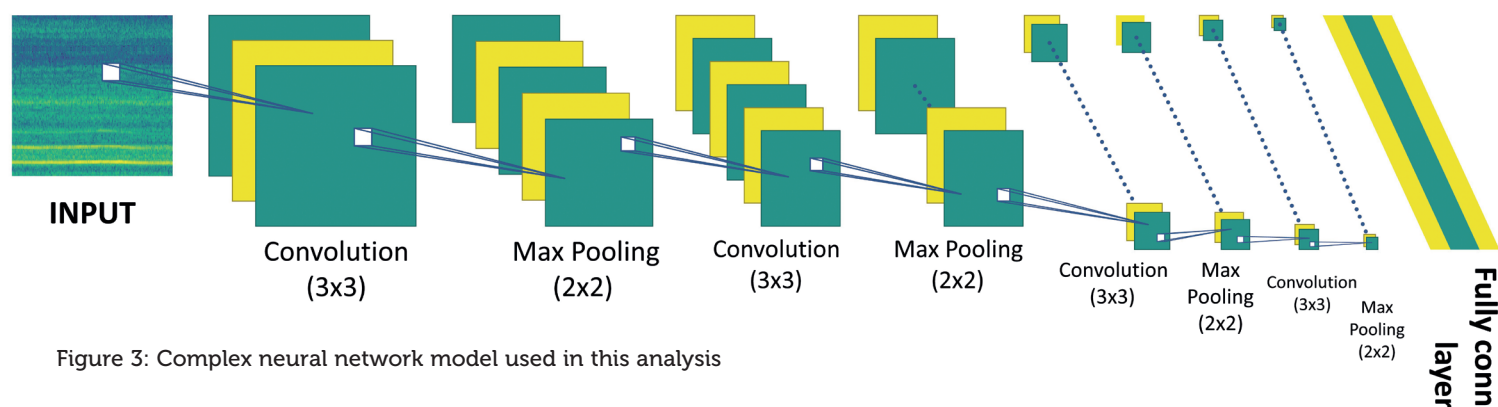 INPUT
Convolution
(3x3)
Max Pooling
(2x2)
Convolution
(3x3)
Max Pooling
(2x2)
Convolution
(3x3)
Max
Pooling
(2x2)
Convolution
(3x3)
Max
Pooling
(2x2)
Fully conn
layer
Figure 3: Complex neural network model used in this analysis